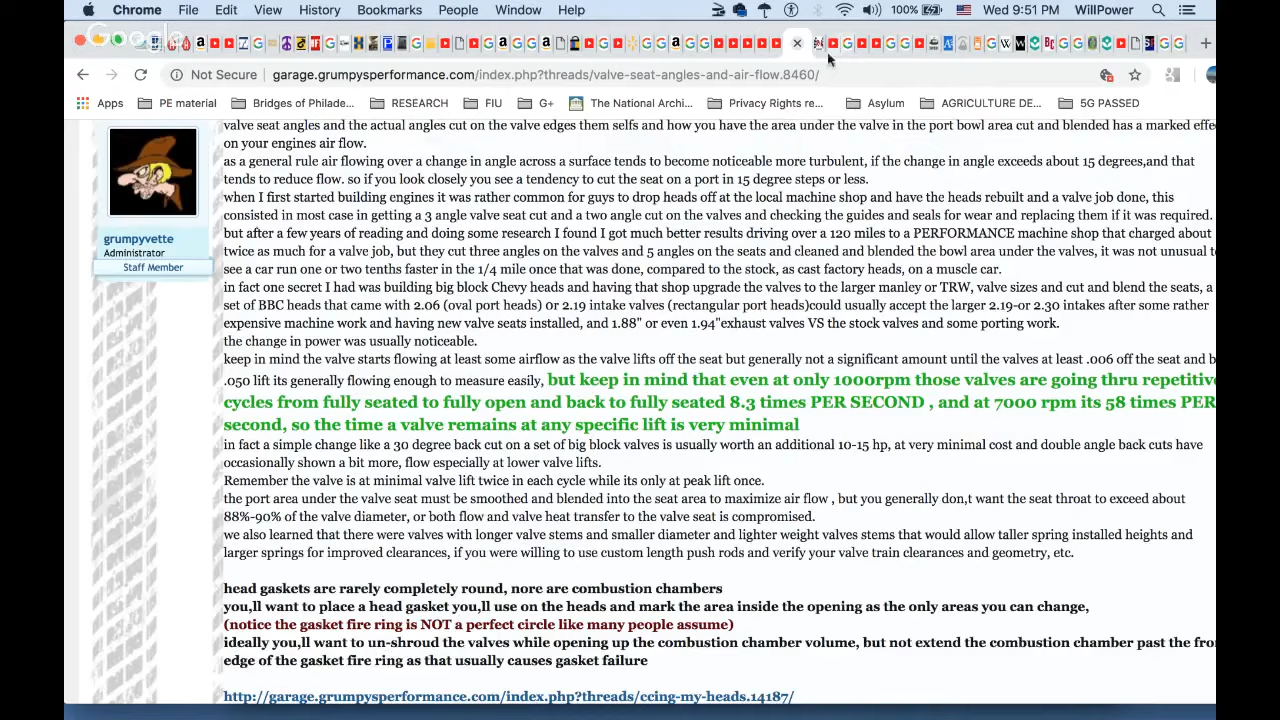 Chrome File Edit View History Bookmarks People Window Help 100% Wed 9:51 PM WillPower
Google
Not Secure garage.grumpysperformance.com/index.php?threads/valve-seat-angles-and-air-flow.8460/
Apps PE material Bridges of Philade... RESEARCH FIU G+ The National Archi... Privacy Rights re... Asylum AGRICULTURE DE... 5G PASSED
valve seat angles and the actual angles cut on the valve edges them selfs and how you have the area under the valve in the port bowl area cut and blended has a marked effe
on your engines air flow.
as a general rule air flowing over a change in angle across a surface tends to become noticeable more turbulent, if the change in angle exceeds about 15 degrees,and that
tends to reduce flow. so if you look closely you see a tendency to cut the seat on a port in 15 degree steps or less.
when I first started building engines it was rather common for guys to drop heads off at the local machine shop and have the heads rebuilt and a valve job done, this
consisted in most case in getting a 3 angle valve seat cut and a two angle cut on the valves and checking the guides and seals for wear and replacing them if it was required.
but after a few years of reading and doing some research I found I got much better results driving over a 120 miles to a PERFORMANCE machine shop that charged about
twice as much for a valve job, but they cut three angles on the valves and 5 angles on the seats and cleaned and blended the bowl area under the valves, it was not unusual t
see a car run one or two tenths faster in the 1/4 mile once that was done, compared to the stock, as cast factory heads, on a muscle car.
in fact one secret I had was building big block Chevy heads and having that shop upgrade the valves to the larger manley or TRW, valve sizes and cut and blend the seats, a
set of BBC heads that came with 2.06 (oval port heads) or 2.19 intake valves (rectangular port heads)could usually accept the larger 2.19-or 2.30 intakes after some rather
expensive machine work and having new valve seats installed, and 1.88" or even 1.94"exhaust valves VS the stock valves and some porting work.
the change in power was usually noticeable.
keep in mind the valve starts flowing at least some airflow as the valve lifts off the seat but generally not a significant amount until the valves at least .006 off the seat and b
.050 lift its generally flowing enough to measure easily, but keep in mind that even at only 1000rpm those valves are going thru repetitive
cycles from fully seated to fully open and back to fully seated 8.3 times PER SECOND , and at 7000 rpm its 58 times PER
second, so the time a valve remains at any specific lift is very minimal
in fact a simple change like a 30 degree back cut on a set of big block valves is usually worth an additional 10-15 hp, at very minimal cost and double angle back cuts have
occasionally shown a bit more, flow especially at lower valve lifts.
Remember the valve is at minimal valve lift twice in each cycle while its only at peak lift once.
the port area under the valve seat must be smoothed and blended into the seat area to maximize air flow , but you generally don,t want the seat throat to exceed about
88%-90% of the valve diameter, or both flow and valve heat transfer to the valve seat is compromised.
we also learned that there were valves with longer valve stems and smaller diameter and lighter weight valves stems that would allow taller spring installed heights and
larger springs for improved clearances, if you were willing to use custom length push rods and verify your valve train clearances and geometry, etc.
grumpyvette
Administrator
Staff Member
head gaskets are rarely completely round, nore are combustion chambers
you,ll want to place a head gasket you,ll use on the heads and mark the area inside the opening as the only areas you can change,
(notice the gasket fire ring is NOT a perfect circle like many people assume)
ideally you,ll want to un-shroud the valves while opening up the combustion chamber volume, but not extend the combustion chamber past the fron
edge of the gasket fire ring as that usually causes gasket failure
http://garage.grumpysperformance.com/index.php?threads/ccing-my-heads.14187/